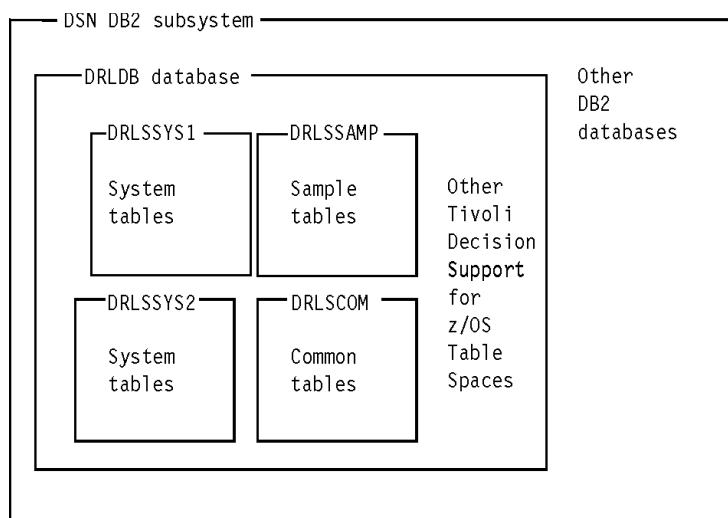 DSN DB2 subsystem
DRLDB database
Other
DB2
databases
DRLSSYS1
System
tables
DRLSSAMP
Sample
tables
Other
Tivoli
Decision
Support
for
z/OS
Table
Spaces
DRLSSYS2
System
tables
DRLSCOM
Common
tables